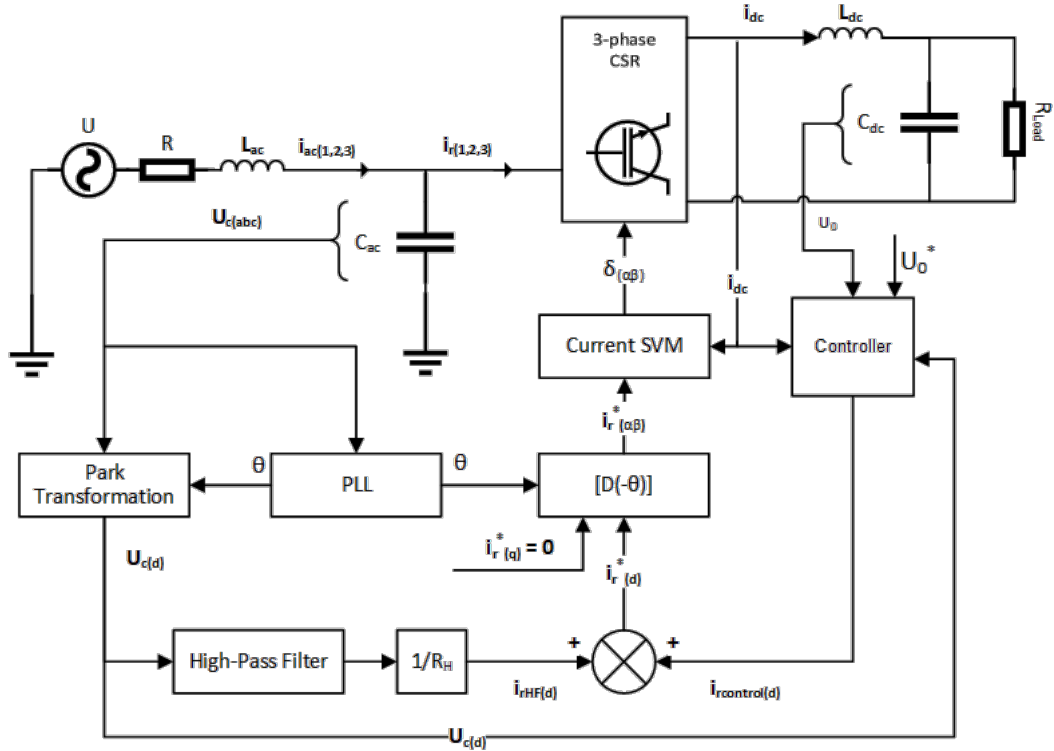 i_dc
L_dc
3-phase
CSR
U
R
L_ac
i_ac(1,2,3)
i_r(1,2,3)
C_dc
R_Load
U_c(abc)
C_ac
U_0
U_0^*
δ_(αβ)
i_dc
Current SVM
Controller
i_r^*_(αβ)
Park
Transformation
θ
PLL
θ
[D(-θ)]
U_c(d)
i_r^*_(q) = 0
i_r^*_(d)
+
+
High-Pass Filter
1/R_H
i_rHF(d)
i_rcontrol(d)
U_c(d)